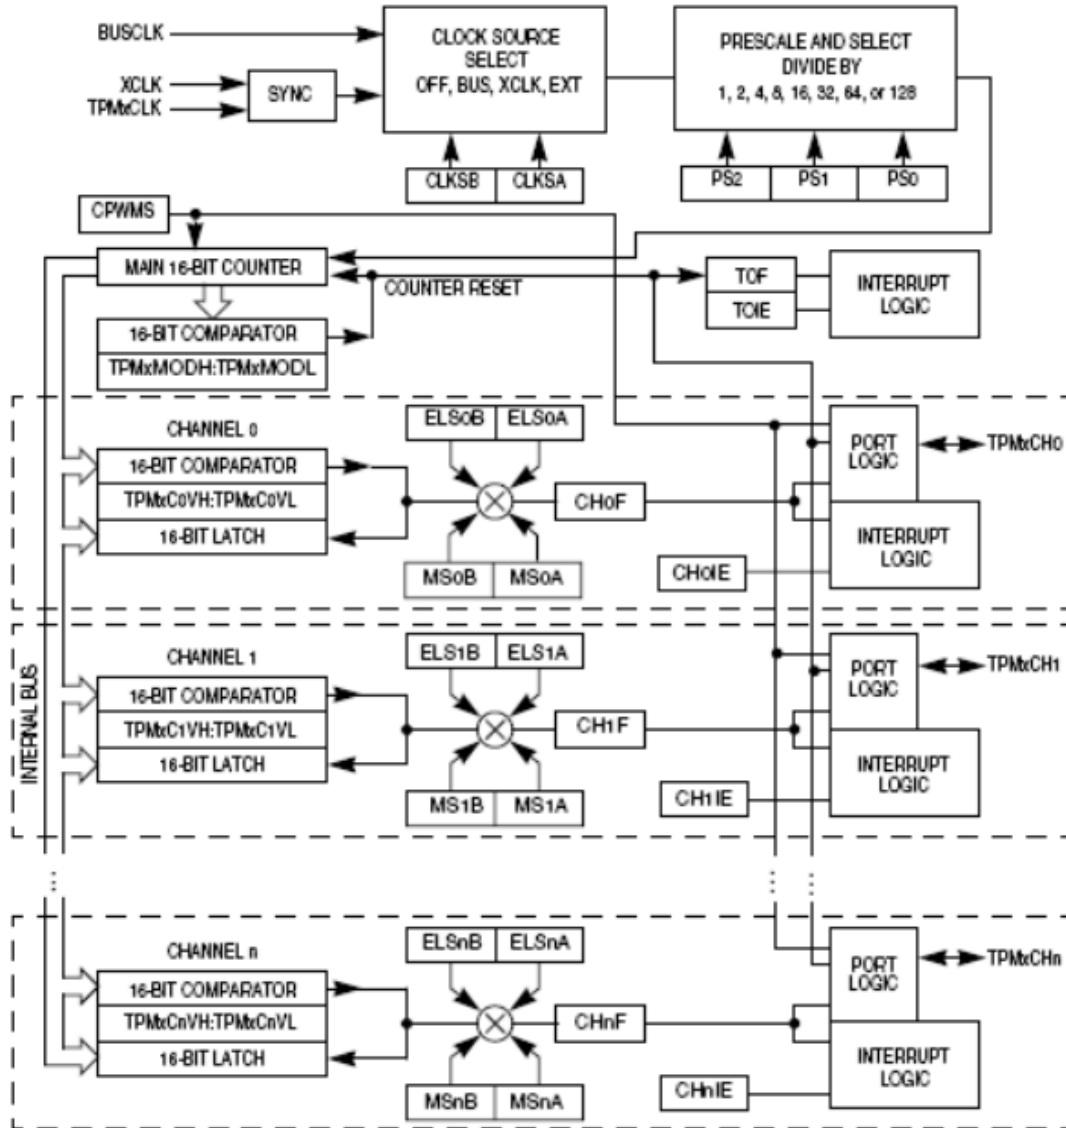 BUSCLK
XCLK
TPMxCLK
SYNC
CLOCK SOURCE
SELECT
OFF, BUS, XCLK, EXT
CLKSB
CLKSA
PRESCALE AND SELECT
DIVIDE BY
1, 2, 4, 8, 16, 32, 64, or 128
PS2
PS1
PS0
CPWMS
MAIN 16-BIT COUNTER
COUNTER RESET
16-BIT COMPARATOR
TPMxMODH:TPMxMODL
TOF
TOIE
INTERRUPT
LOGIC
INTERNAL BUS
CHANNEL 0
16-BIT COMPARATOR
TPMxC0VH:TPMxC0VL
16-BIT LATCH
ELS0B
ELS0A
MS0B
MS0A
CH0F
CH0IE
PORT
LOGIC
INTERRUPT
LOGIC
TPMxCH0
CHANNEL 1
16-BIT COMPARATOR
TPMxC1VH:TPMxC1VL
16-BIT LATCH
ELS1B
ELS1A
MS1B
MS1A
CH1F
CH1IE
PORT
LOGIC
INTERRUPT
LOGIC
TPMxCH1
...
... ...
CHANNEL n
16-BIT COMPARATOR
TPMxCnVH:TPMxCnVL
16-BIT LATCH
ELSnB
ELSnA
MSnB
MSnA
CHnF
CHnIE
PORT
LOGIC
INTERRUPT
LOGIC
TPMxCHn